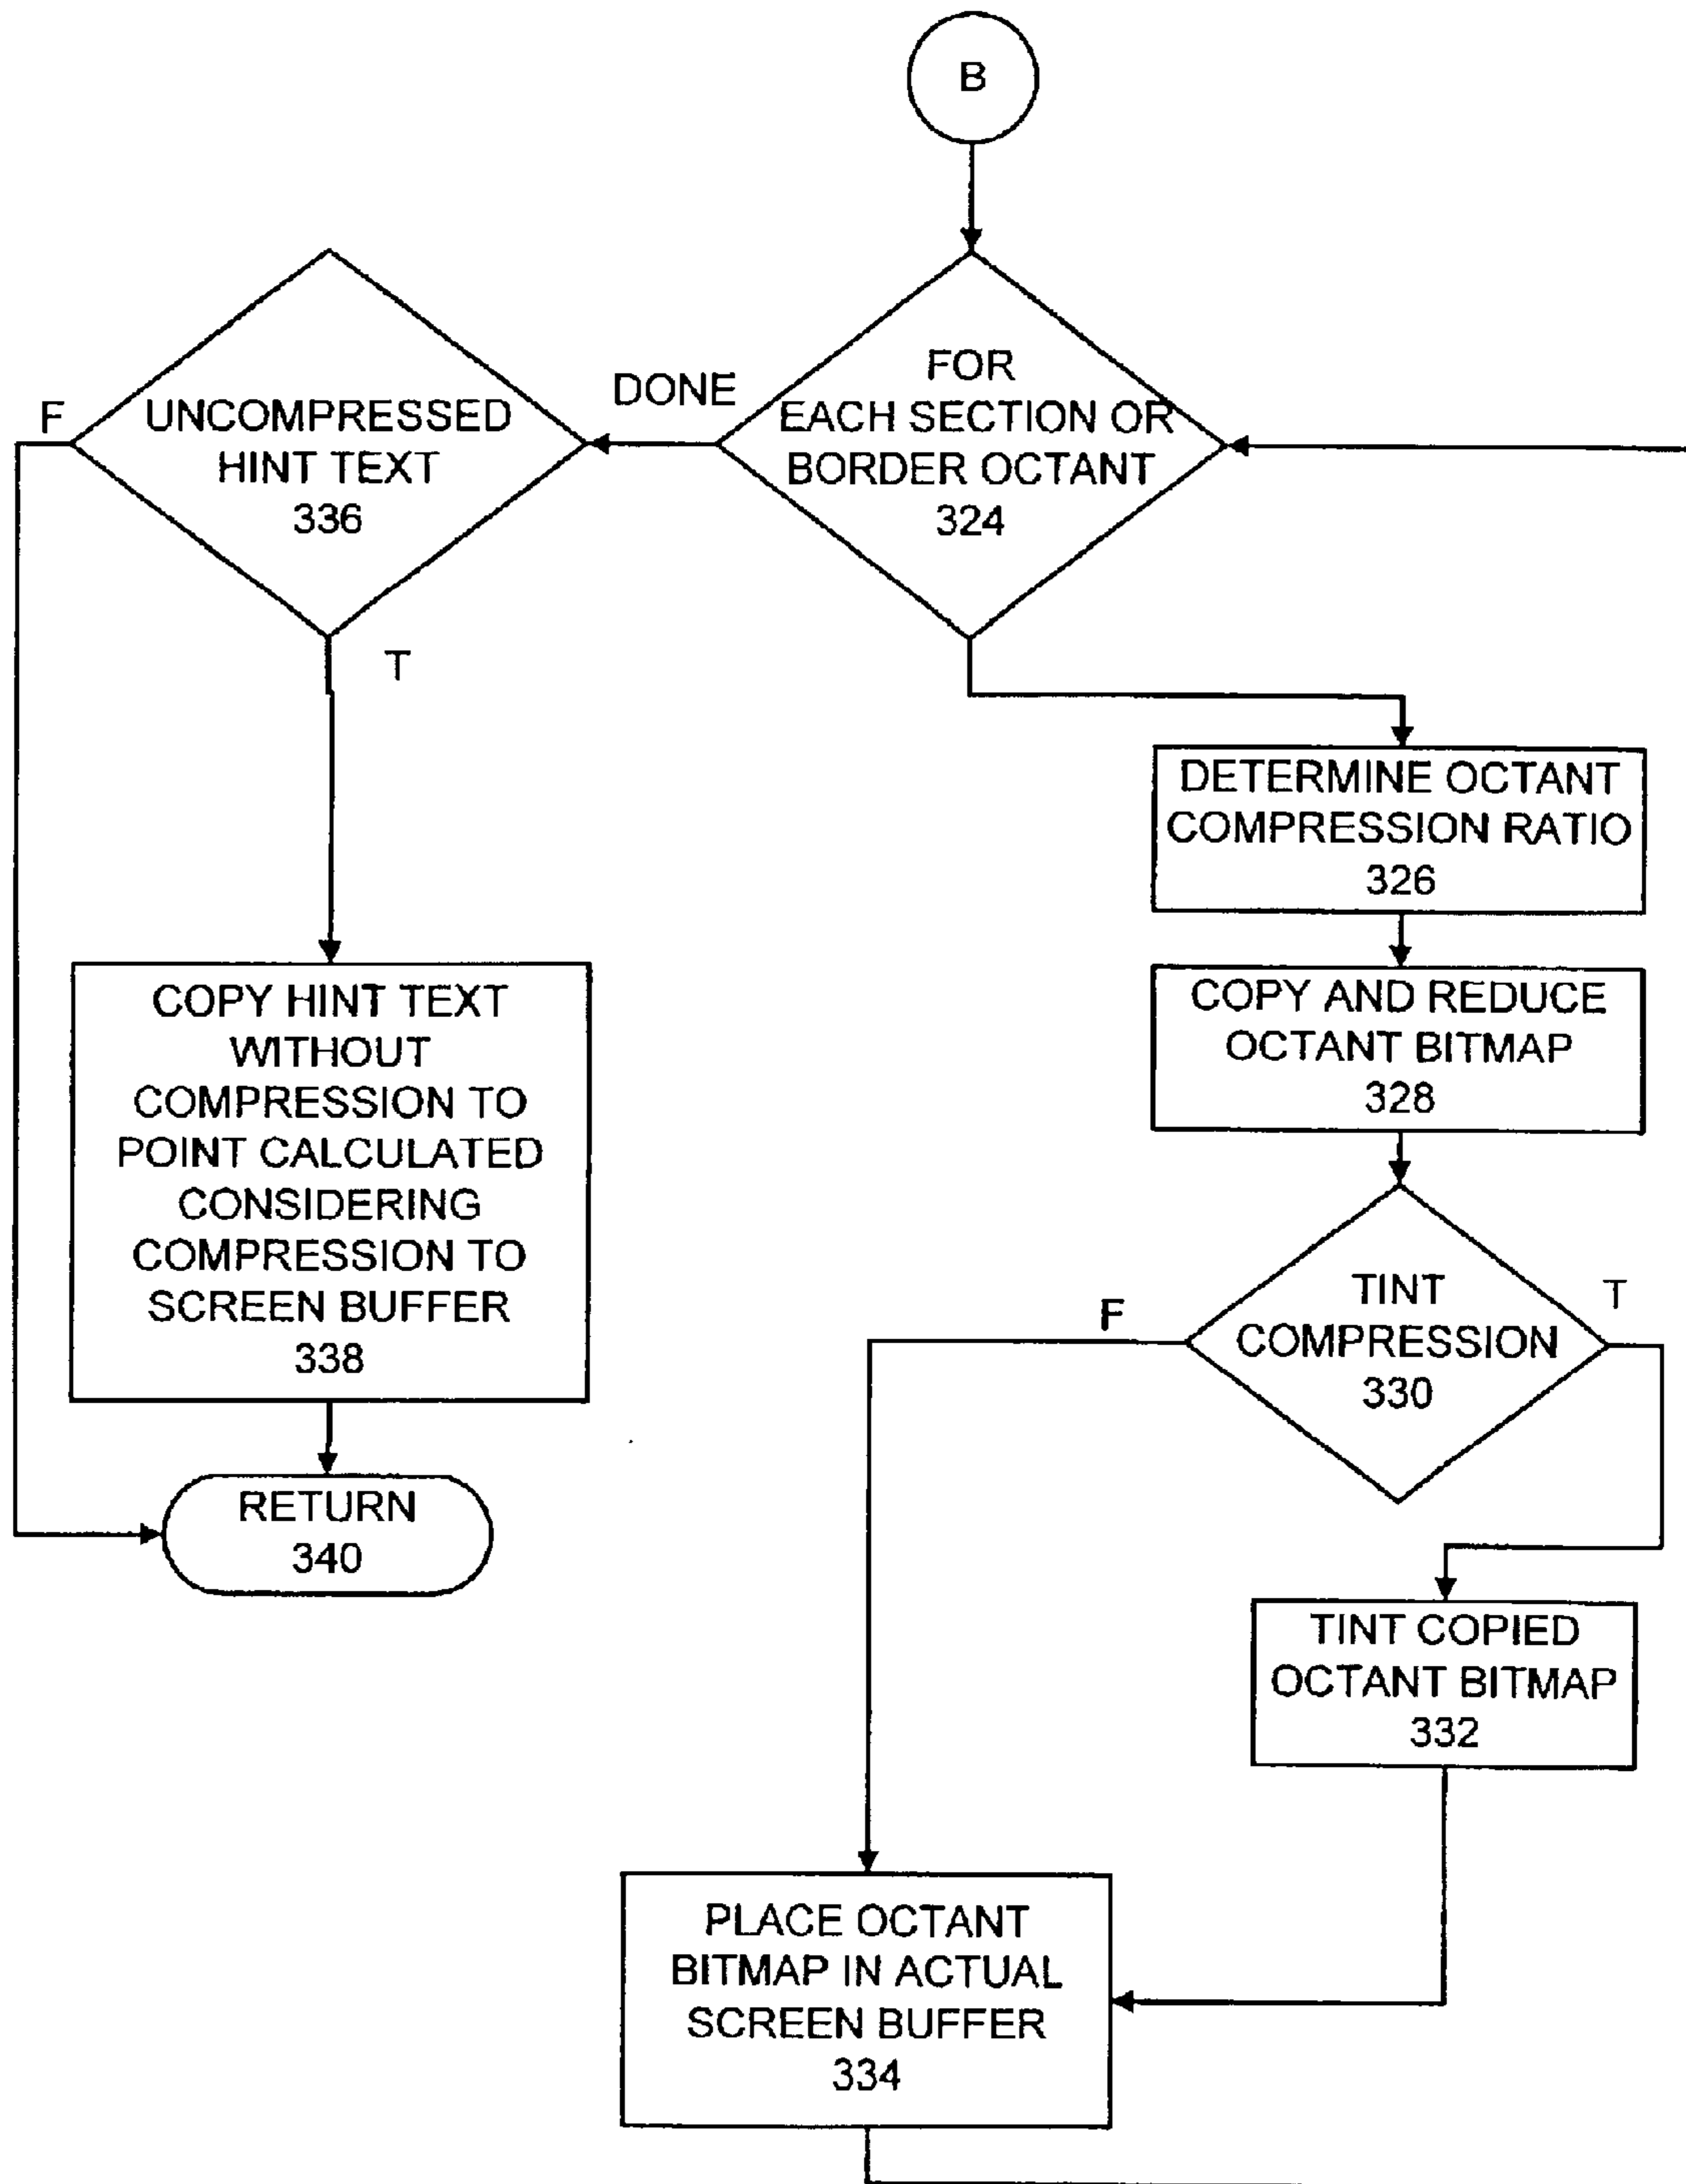 B
FOR
EACH SECTION OR
BORDER OCTANT
324
DONE
UNCOMPRESSED
HINT TEXT
336
F
T
COPY HINT TEXT
WITHOUT
COMPRESSION TO
POINT CALCULATED
CONSIDERING
COMPRESSION TO
SCREEN BUFFER
338
RETURN
340
DETERMINE OCTANT
COMPRESSION RATIO
326
COPY AND REDUCE
OCTANT BITMAP
328
TINT
COMPRESSION
330
F
T
TINT COPIED
OCTANT BITMAP
332
PLACE OCTANT
BITMAP IN ACTUAL
SCREEN BUFFER
334